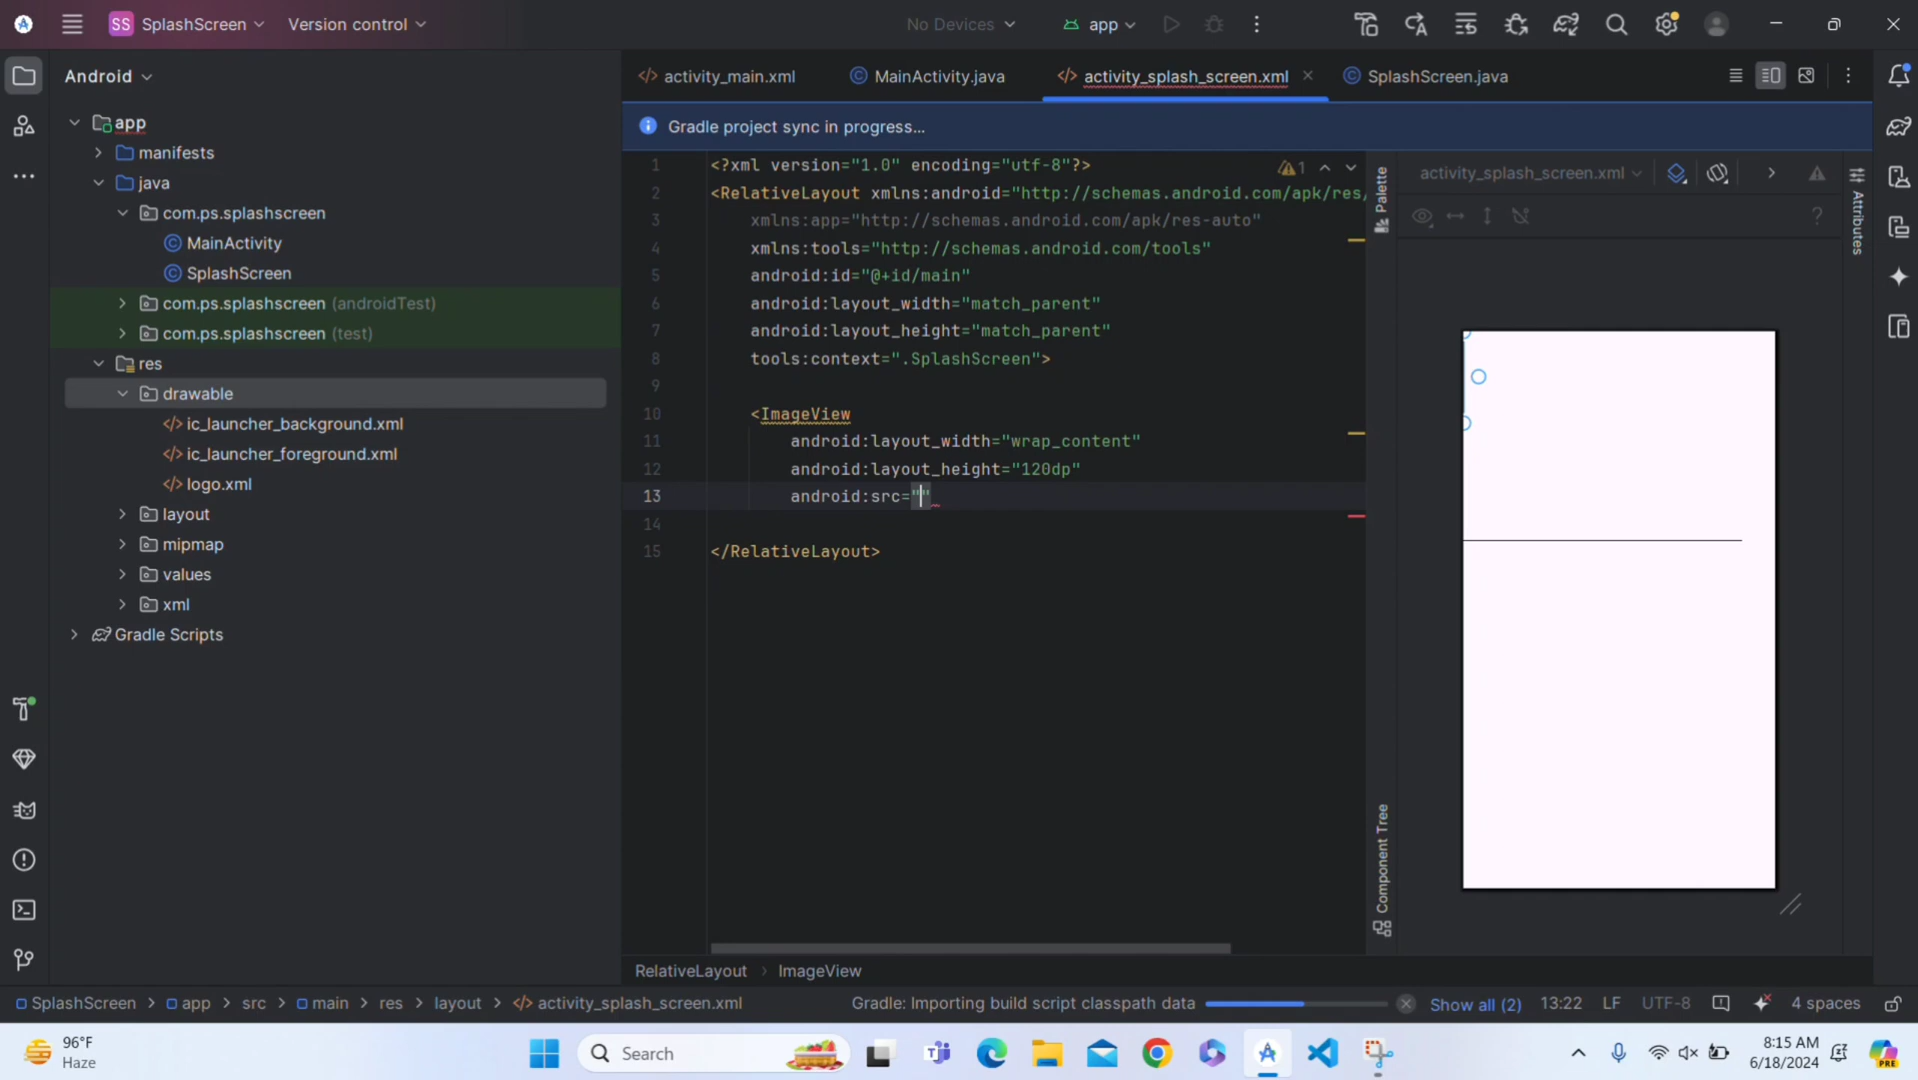 SS SplashScreen Version control No Devices app
Android
activity_main.xml MainActivity.java activity_splash_screen.xml SplashScreen.java
Gradle project sync in progress...
app
manifests
java
com.ps.splashscreen
MainActivity
SplashScreen
com.ps.splashscreen (androidTest)
com.ps.splashscreen (test)
res
drawable
ic_launcher_background.xml
ic_launcher_foreground.xml
logo.xml
layout
mipmap
values
xml
Gradle Scripts
1 <?xml version="1.0" encoding="utf-8"?>
2 <RelativeLayout xmlns:android="http://schemas.android.com/apk/res/
3 xmlns:app="http://schemas.android.com/apk/res-auto"
4 xmlns:tools="http://schemas.android.com/tools"
5 android:id="@+id/main"
6 android:layout_width="match_parent"
7 android:layout_height="match_parent"
8 tools:context=".SplashScreen">
9
10 <ImageView
11 android:layout_width="wrap_content"
12 android:layout_height="120dp"
13 android:src=""
14
15 </RelativeLayout>
1
Palette
Component Tree
activity_splash_screen.xml
?
Attributes
RelativeLayout > ImageView
SplashScreen > app > src > main > res > layout > activity_splash_screen.xml
Gradle: Importing build script classpath data Show all (2) 13:22 LF UTF-8 4 spaces
96°F
Haze
Search
8:15 AM
6/18/2024
PRE